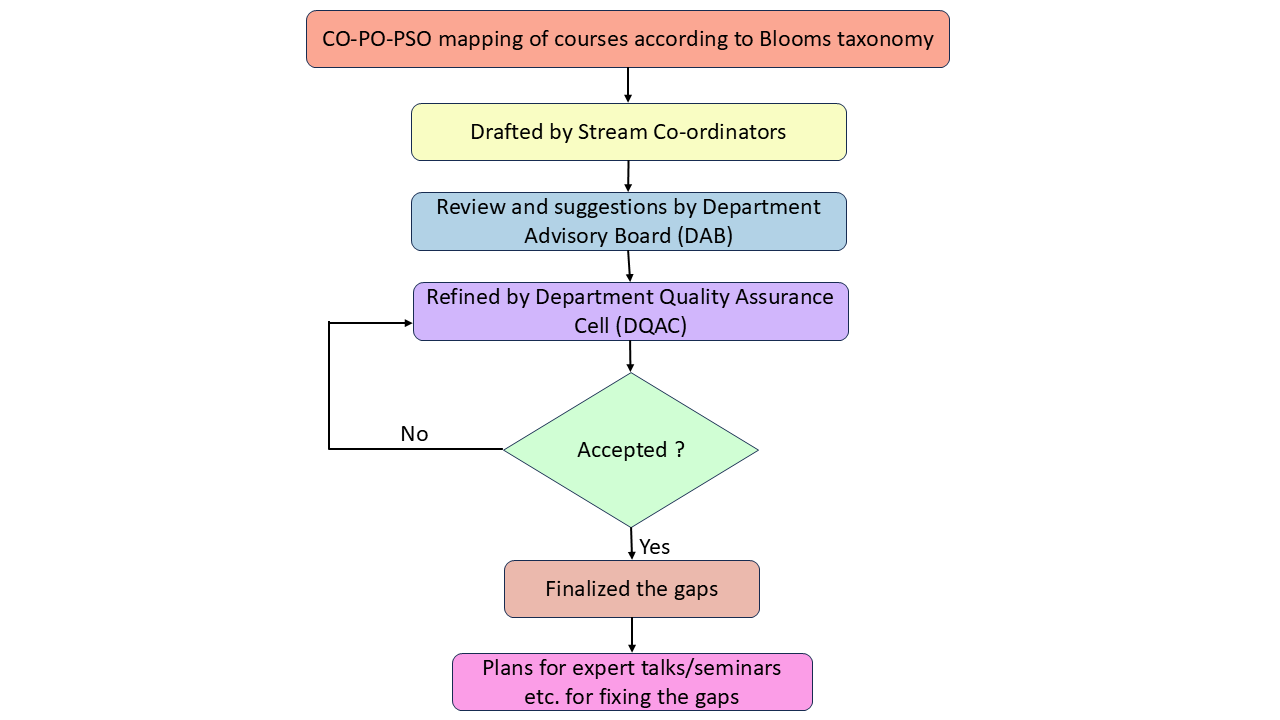 CO-PO-PSO mapping of courses according to Blooms taxonomy
Drafted by Stream Co-ordinators
Review and suggestions by Department
Advisory Board (DAB)
Refined by Department Quality Assurance
Cell (DQAC)
No
Accepted ?
Yes
Finalized the gaps
Plans for expert talks/seminars
etc. for fixing the gaps